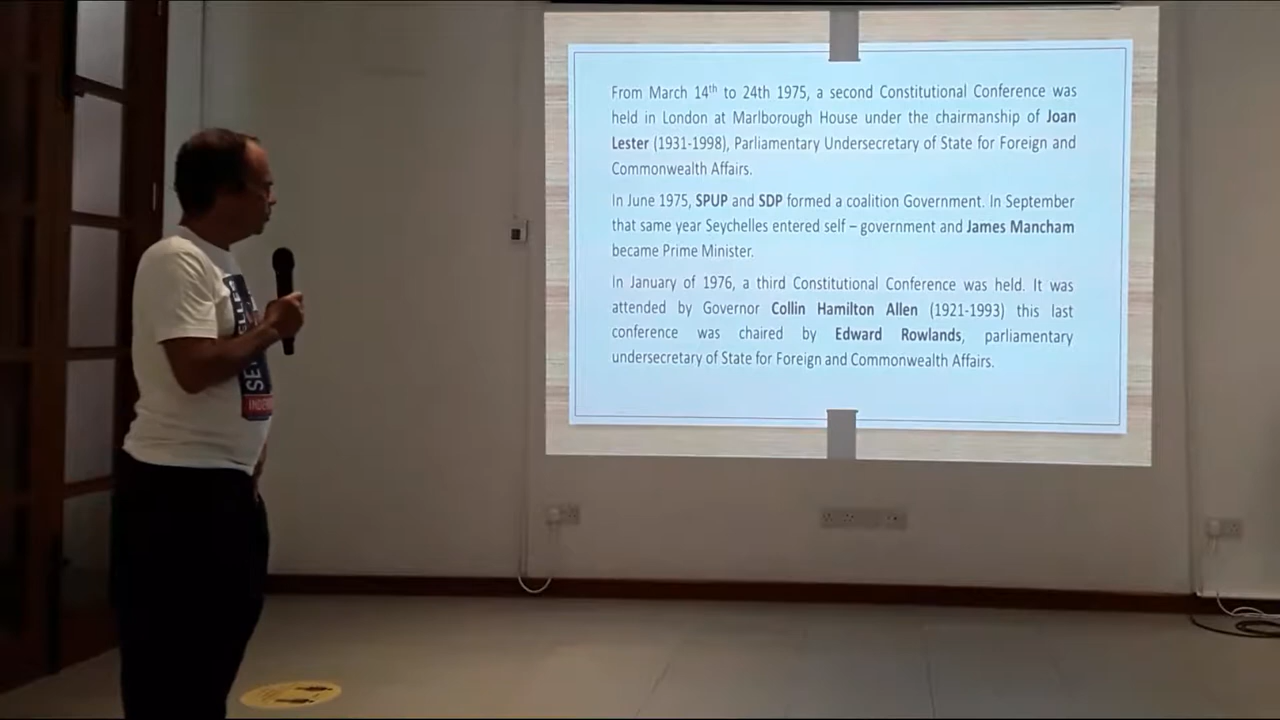 From March 14th to 24th 1975, a second Constitutional Conference was
held in London at Marlborough House under the chairmanship of Joan
Lester (1931-1998), Parliamentary Undersecretary of State for Foreign and
Commonwealth Affairs.
In June 1975, SPUP and SDP formed a coalition Government. In September
that same year Seychelles entered self – government and James Mancham
became Prime Minister.
In January of 1976, a third Constitutional Conference was held. It was
attended by Governor Collin Hamilton Allen (1921-1993) this last
conference was chaired by Edward Rowlands, parliamentary
undersecretary of State for Foreign and Commonwealth Affairs.